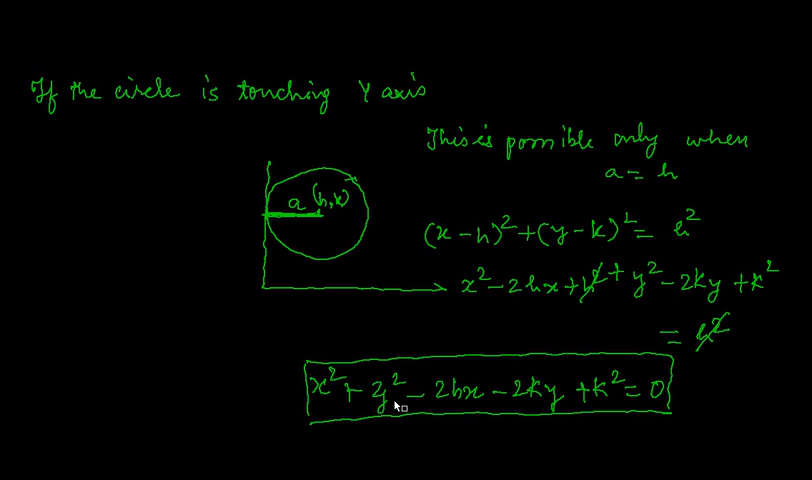 If the circle is touching Y axis
This is possible only when
a = h
a (h,k)
(x-h)² + (y-k)² = h²
x² - 2hx + h² + y² - 2ky + k²
= h²
x² + y² - 2hx - 2ky + k² = 0